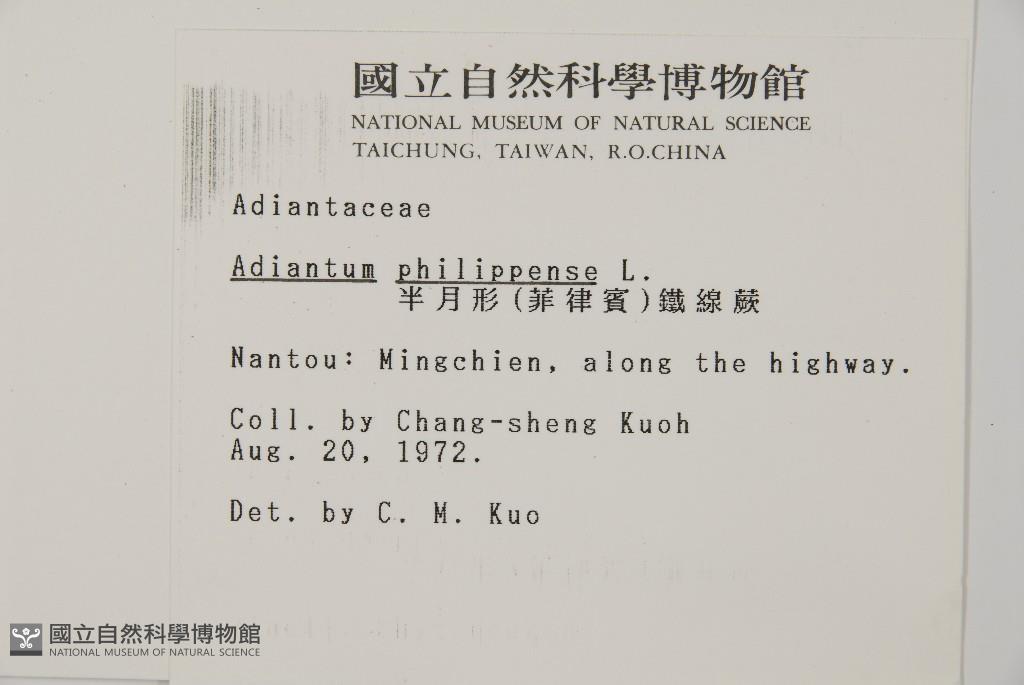 國立自然科學博物館
NATIONAL MUSEUM OF NATURAL SCIENCE
TAICHUNG, TAIWAN, R.O.CHINA
Adiantaceae
Adiantum philippense L.
半月形(菲律賓)鐵線蕨
Nantou: Mingchien, along the highway.
Coll. by Chang-sheng Kuoh
Aug. 20, 1972.
Det. by C. M. Kuo
國立自然科學博物館
NATIONAL MUSEUM OF NATURAL SCIENCE